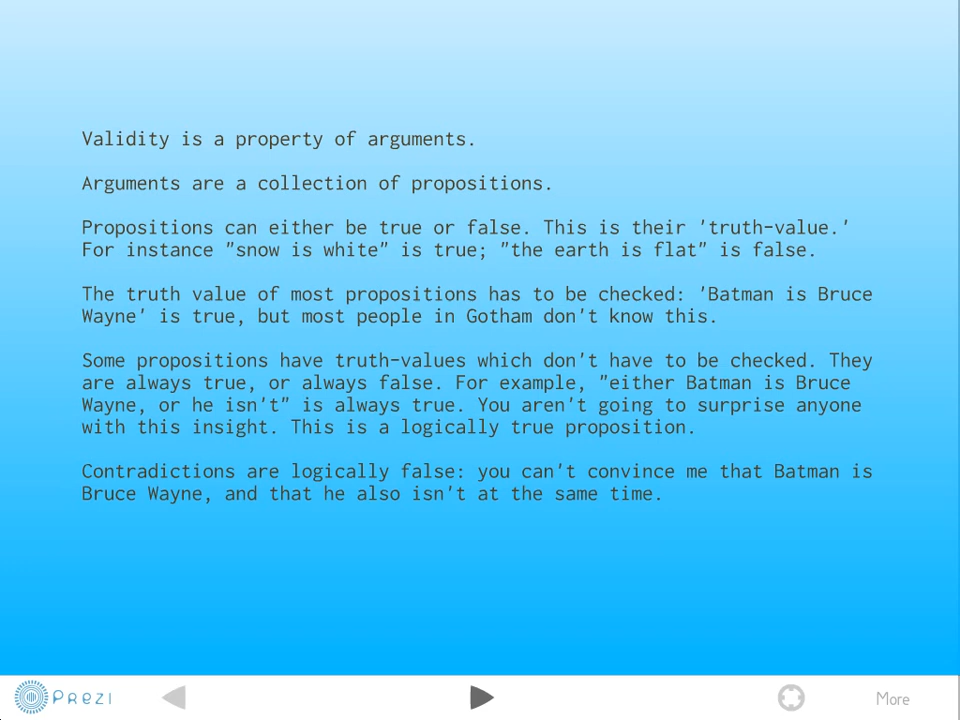 Validity is a property of arguments.
Arguments are a collection of propositions.
Propositions can either be true or false. This is their 'truth-value.'
For instance "snow is white" is true; "the earth is flat" is false.
The truth value of most propositions has to be checked: 'Batman is Bruce
Wayne' is true, but most people in Gotham don't know this.
Some propositions have truth-values which don't have to be checked. They
are always true, or always false. For example, "either Batman is Bruce
Wayne, or he isn't" is always true. You aren't going to surprise anyone
with this insight. This is a logically true proposition.
Contradictions are logically false: you can't convince me that Batman is
Bruce Wayne, and that he also isn't at the same time.
Prezi
More